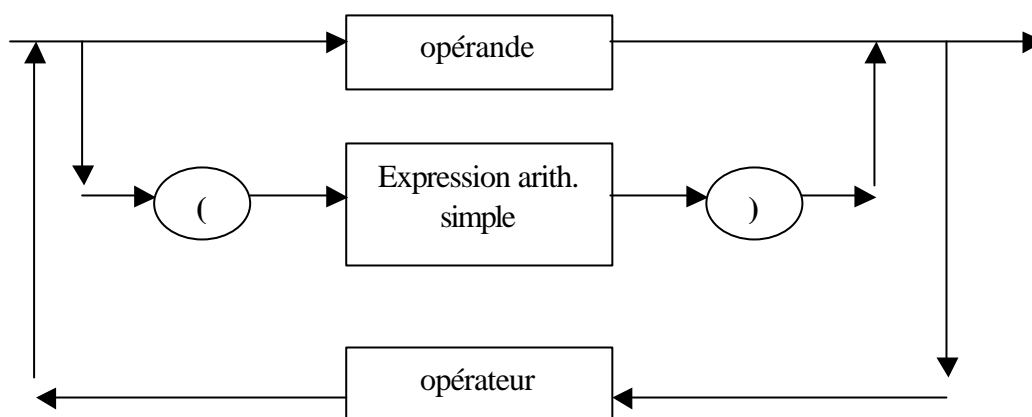 opérande
(
Expression arith.
simple
)
opérateur